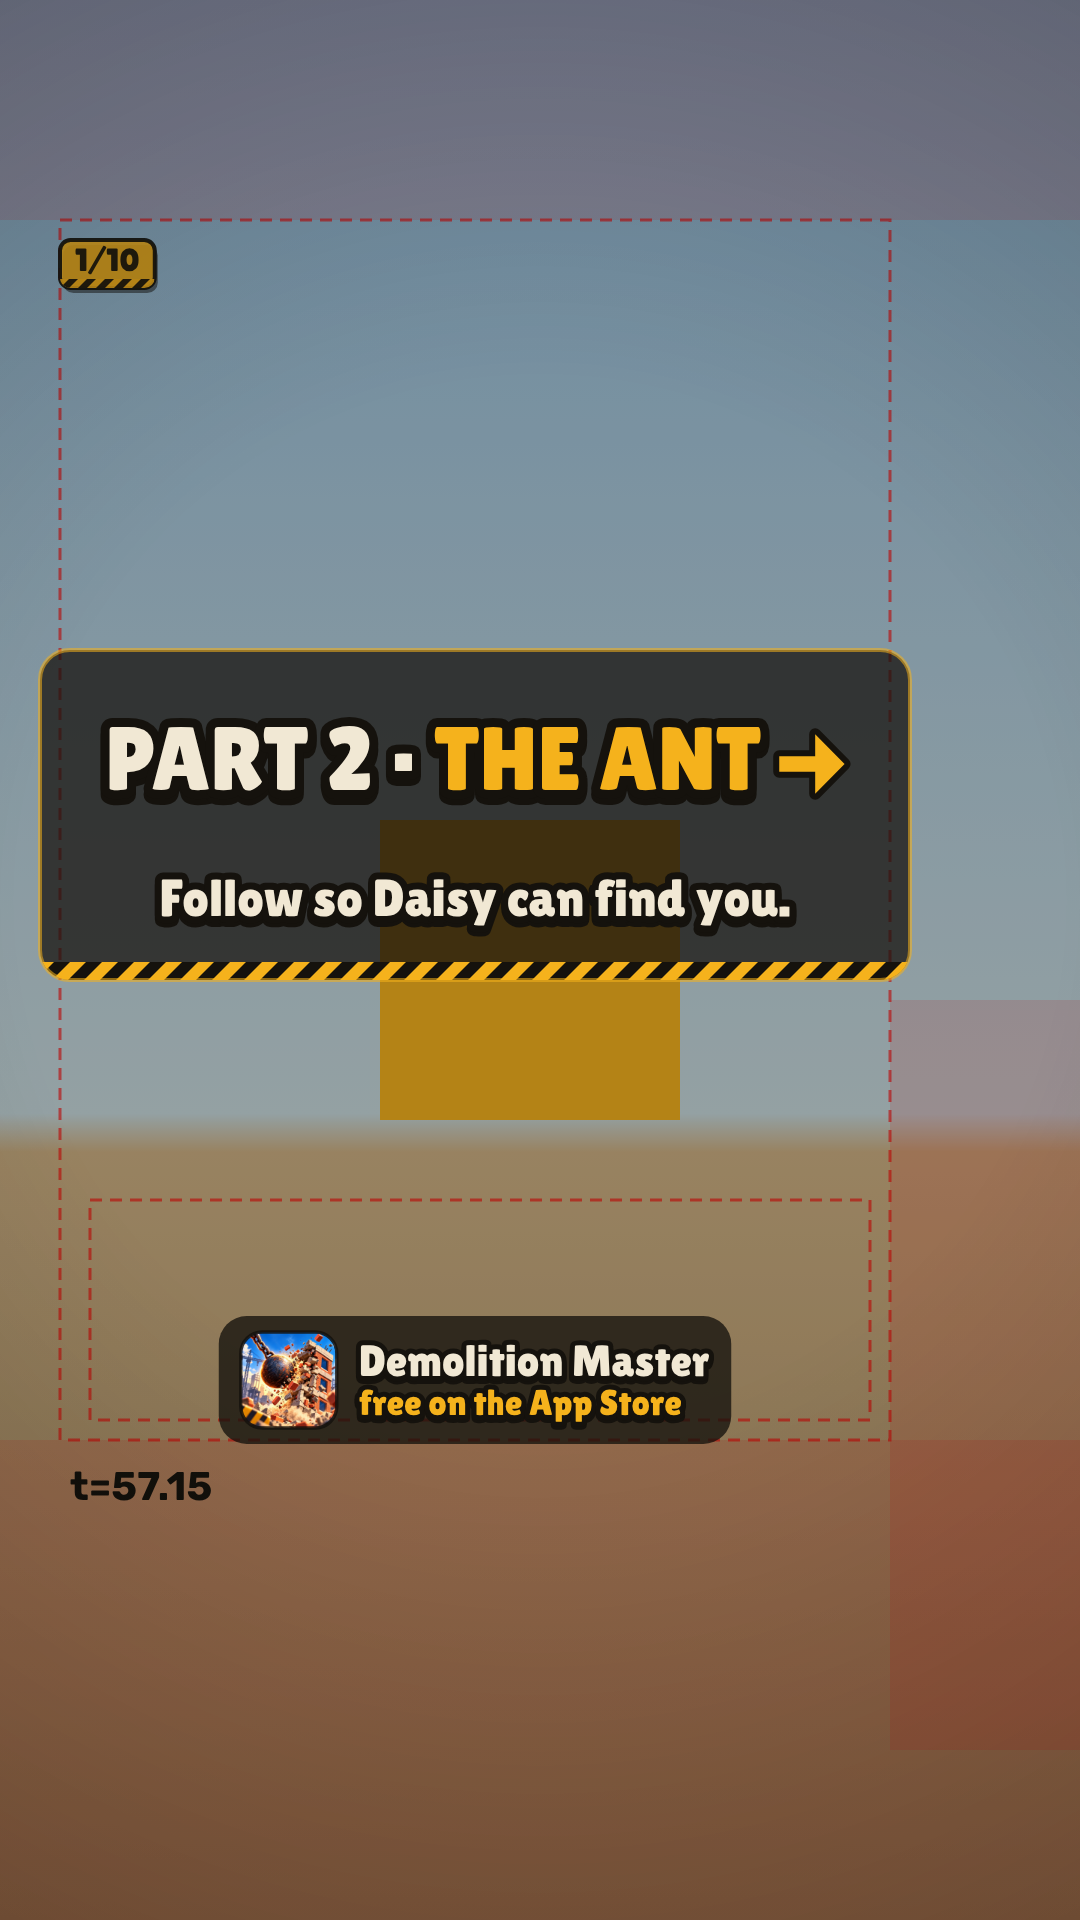 1/10
PART 2 · THE ANT →
Follow so Daisy can find you.
Demolition Master
free on the App Store
t=57.15